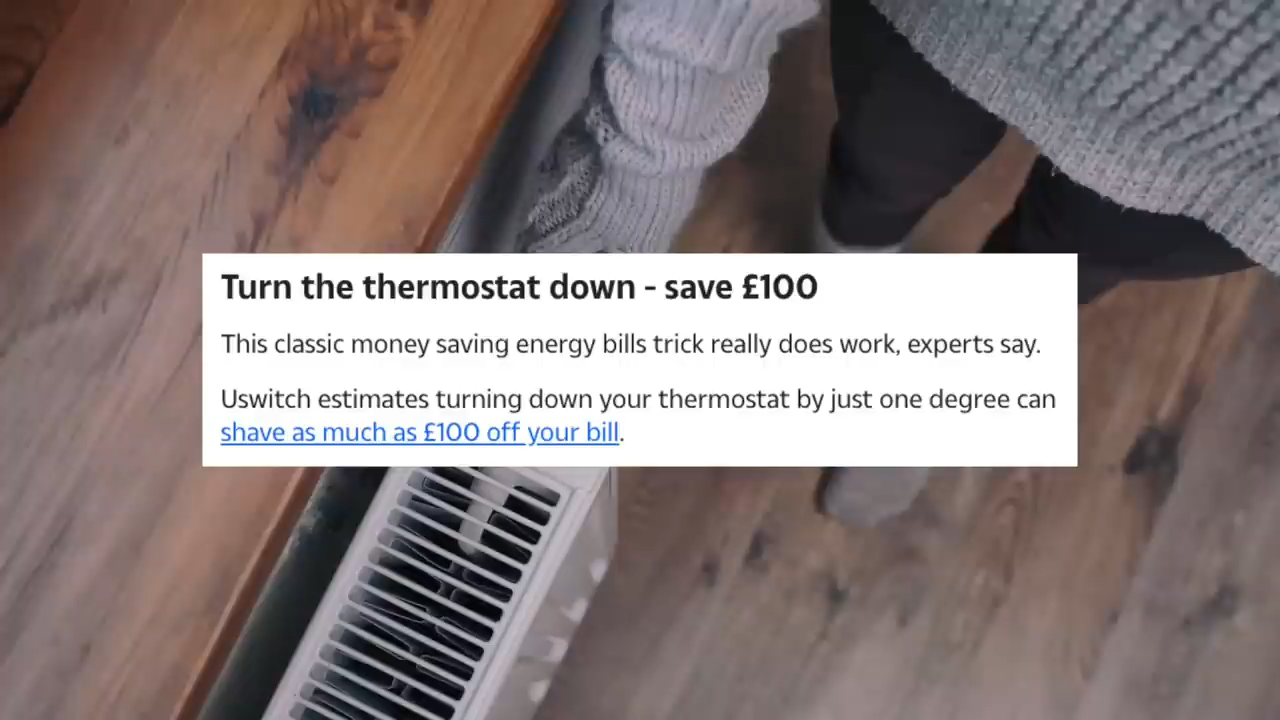 Turn the thermostat down - save £100
This classic money saving energy bills trick really does work, experts say.
Uswitch estimates turning down your thermostat by just one degree can
shave as much as £100 off your bill.